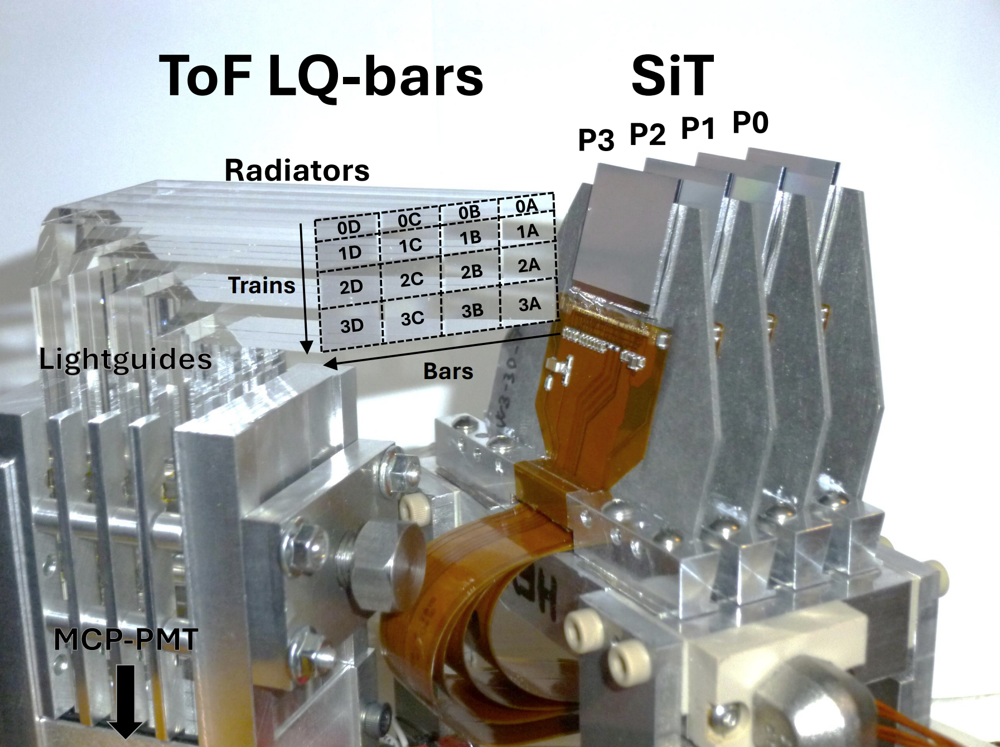 ToF LQ-bars
SiT
P3 P2 P1 P0
Radiators
0D 0C 0B 0A
1D 1C 1B 1A
2D 2C 2B 2A
3D 3C 3B 3A
Trains
Bars
Lightguides
MCP-PMT